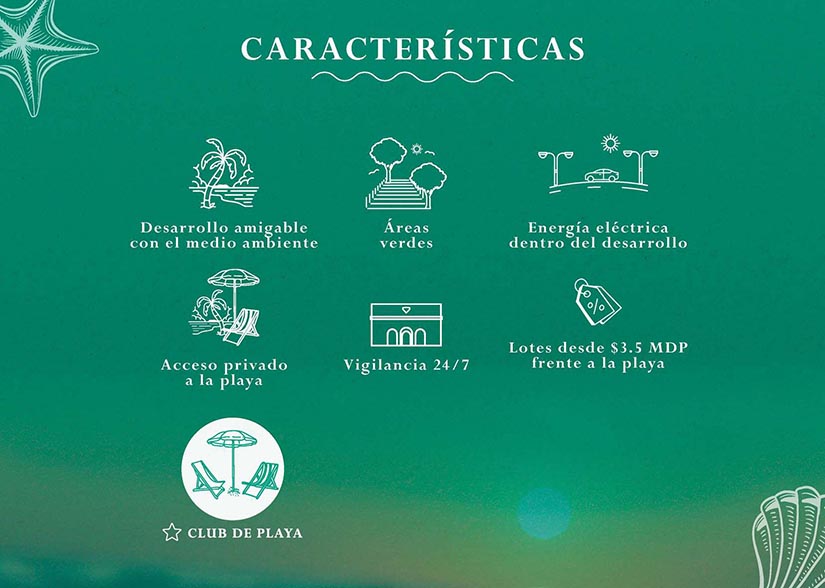 CARACTERÍSTICAS
Desarrollo amigable
con el medio ambiente
Áreas
verdes
Energía eléctrica
dentro del desarrollo
Acceso privado
a la playa
Vigilancia 24/7
%
Lotes desde $3.5 MDP
frente a la playa
CLUB DE PLAYA